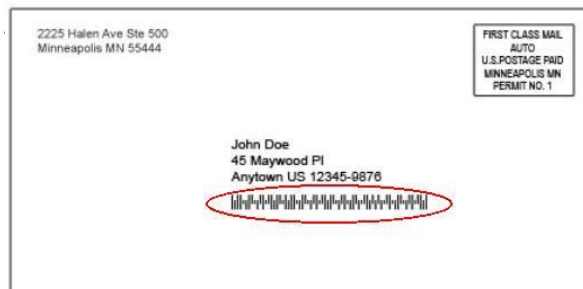 2225 Halen Ave Ste 500
Minneapolis MN 55444
FIRST CLASS MAIL
AUTO
U.S.POSTAGE PAID
MINNEAPOLIS MN
PERMIT NO. 1
John Doe
45 Maywood Pl
Anytown US 12345-9876